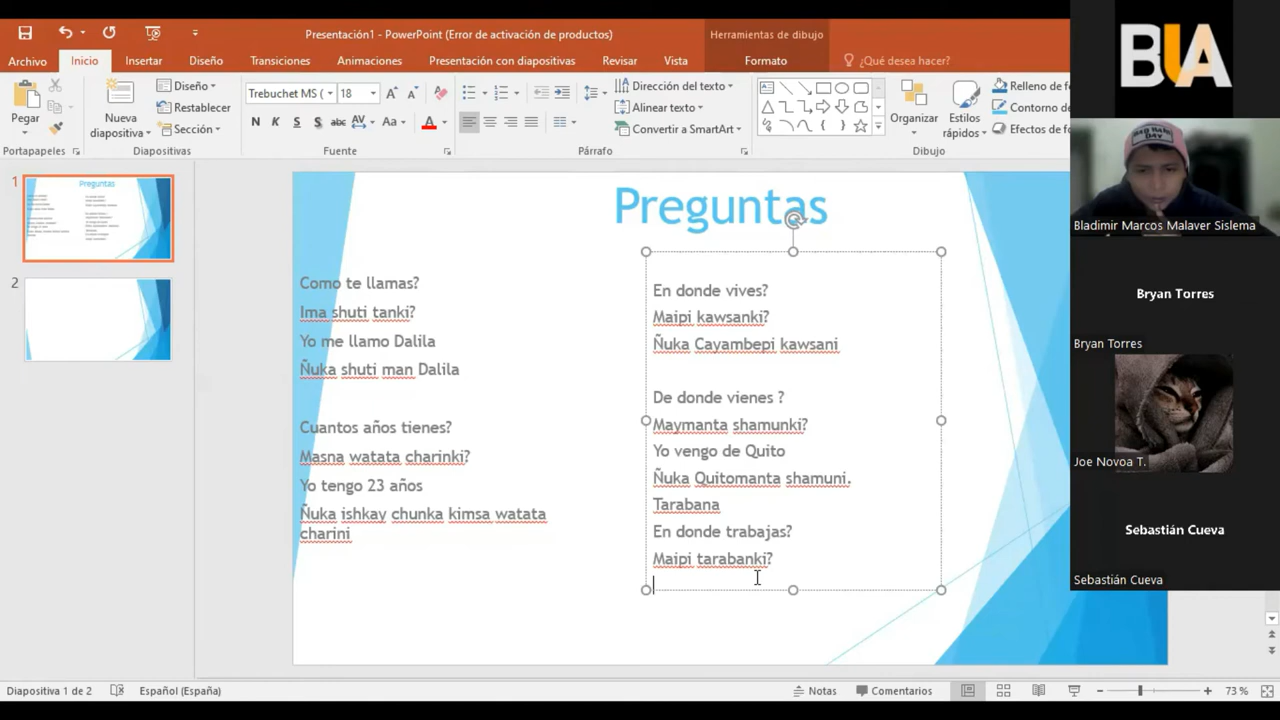 Presentación1 - PowerPoint (Error de activación de productos)
Herramientas de dibujo
Archivo
Inicio
Insertar
Diseño
Transiciones
Animaciones
Presentación con diapositivas
Revisar
Vista
Formato
¿Qué desea hacer?
Pegar
Nueva
diapositiva
Diseño
Restablecer
Sección
Trebuchet MS (
18
N K S S abc AV Aa A
Dirección del texto
Alinear texto
Convertir a SmartArt
Organizar
Estilos
rápidos
Relleno de f
Contorno de
Efectos de f
Portapapeles
Diapositivas
Fuente
Párrafo
Dibujo
1
2
Preguntas
Como te llamas?
Ima shuti tanki?
Yo me llamo Dalila
Ñuka shuti man Dalila
Cuantos años tienes?
Masna watata charinki?
Yo tengo 23 años
Ñuka ishkay chunka kimsa watata
charini
En donde vives?
Maipi kawsanki?
Ñuka Cayambepi kawsani
De donde vienes ?
Maymanta shamunki?
Yo vengo de Quito
Ñuka Quitomanta shamuni.
Tarabana
En donde trabajas?
Maipi tarabanki?
BUA
Bladimir Marcos Malaver Sislema
Bryan Torres
Bryan Torres
Joe Novoa T.
Sebastián Cueva
Sebastián Cueva
Diapositiva 1 de 2
Español (España)
Notas
Comentarios
73 %